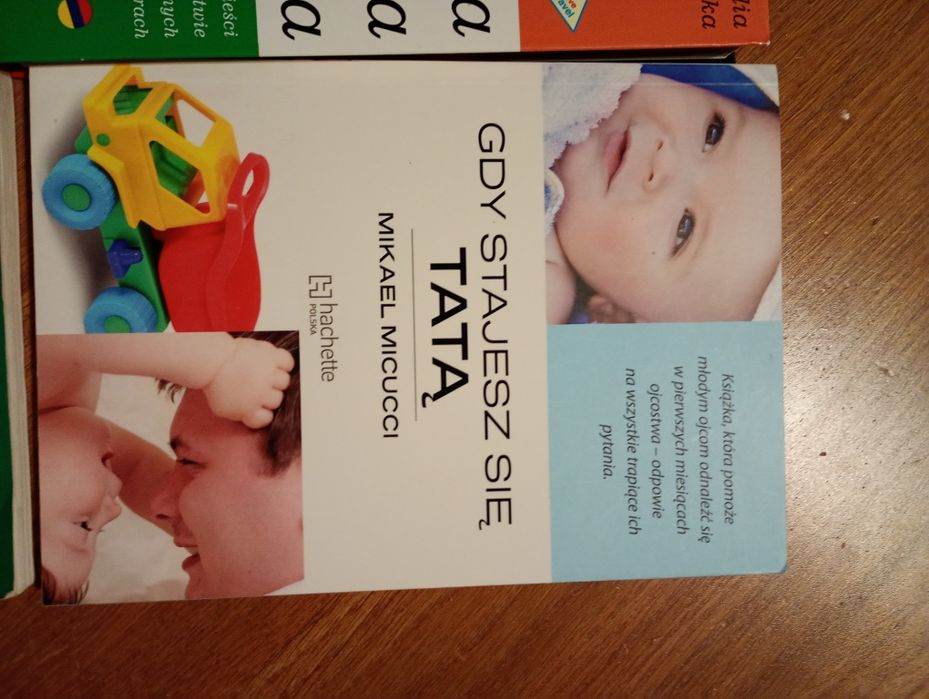 Książka, która pomoże
młodym ojcom odnaleźć się
w pierwszych miesiącach
ojcostwa – odpowie
na wszystkie trapiące ich
pytania.
GDY STAJESZ SIĘ
TATĄ
MIKAEL MICUCCI
hachette
POLSKA